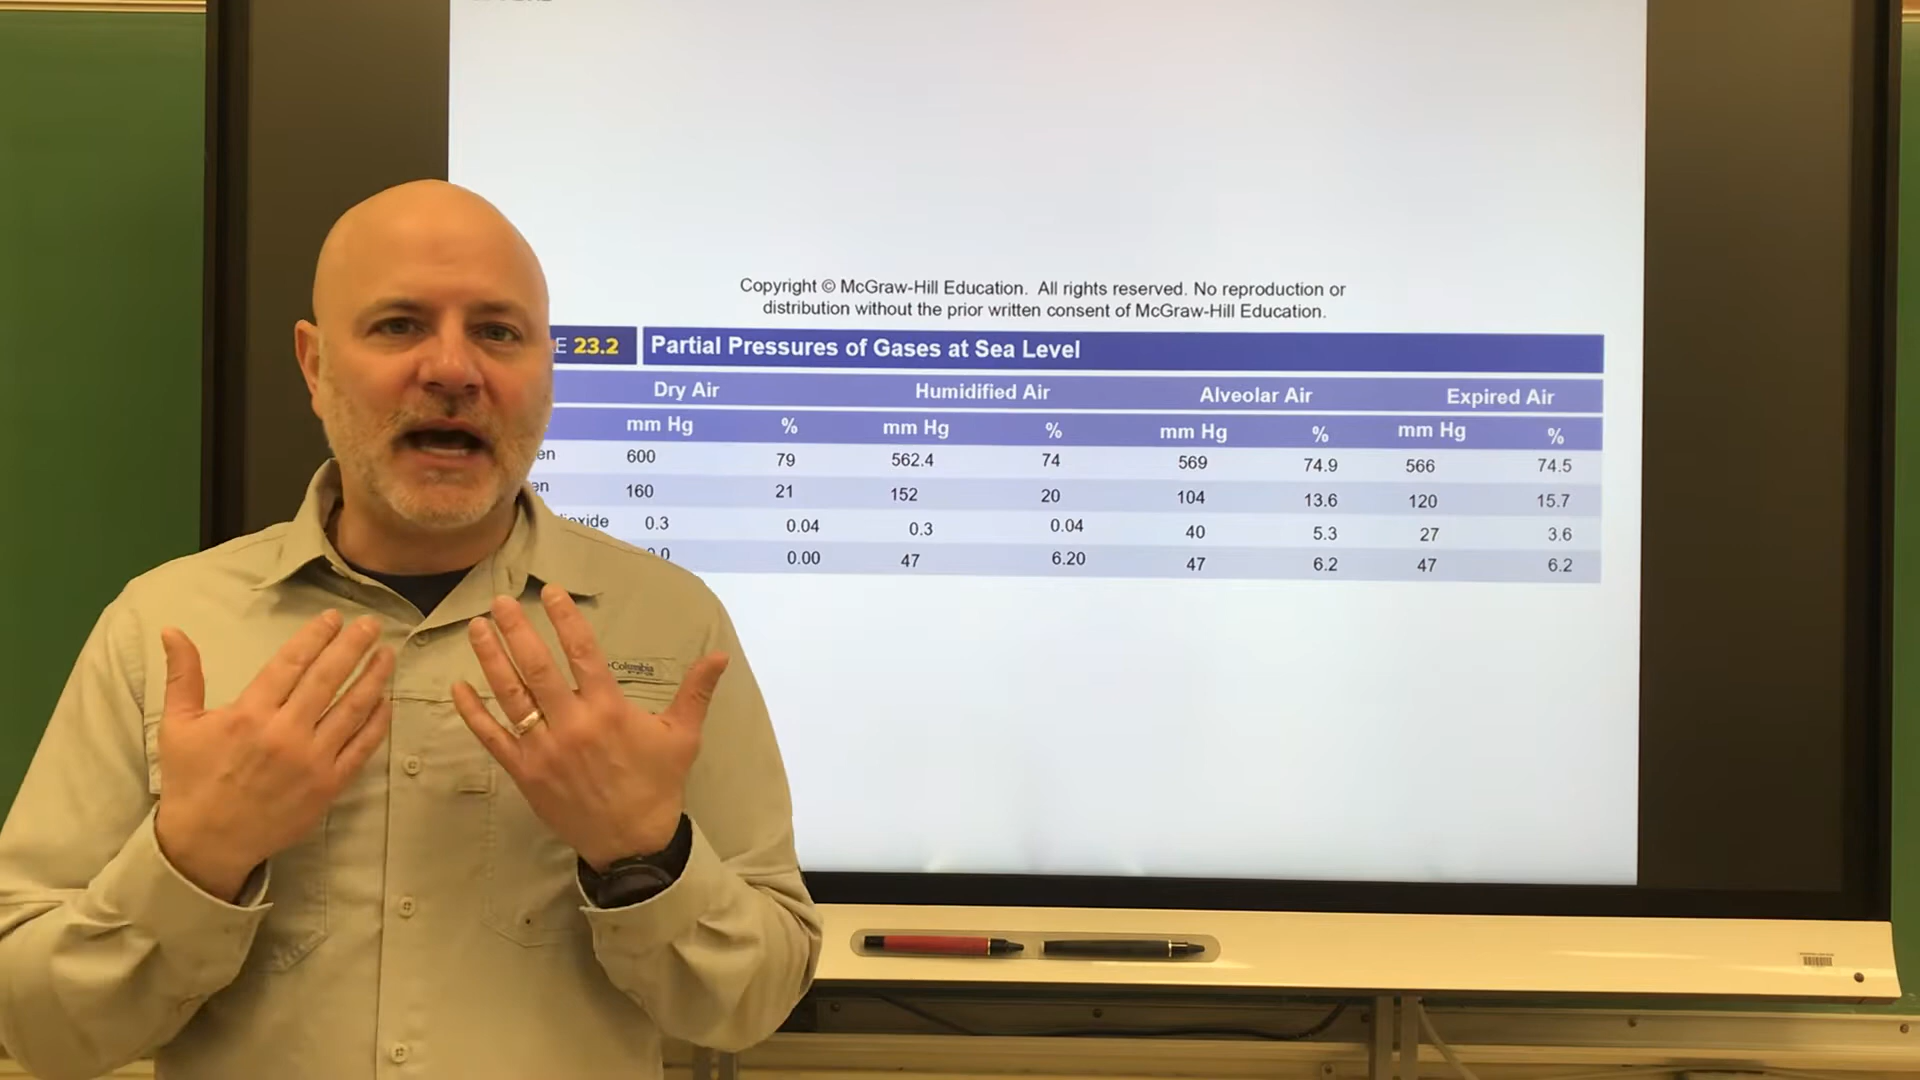 Copyright © McGraw-Hill Education. All rights reserved. No reproduction or
distribution without the prior written consent of McGraw-Hill Education.
E 23.2 Partial Pressures of Gases at Sea Level
Dry Air Humidified Air Alveolar Air Expired Air
mm Hg % mm Hg % mm Hg % mm Hg %
en 600 79 562.4 74 569 74.9 566 74.5
en 160 21 152 20 104 13.6 120 15.7
ioxide 0.3 0.04 0.3 0.04 40 5.3 27 3.6
0.0 0.00 47 6.20 47 6.2 47 6.2
Columbia